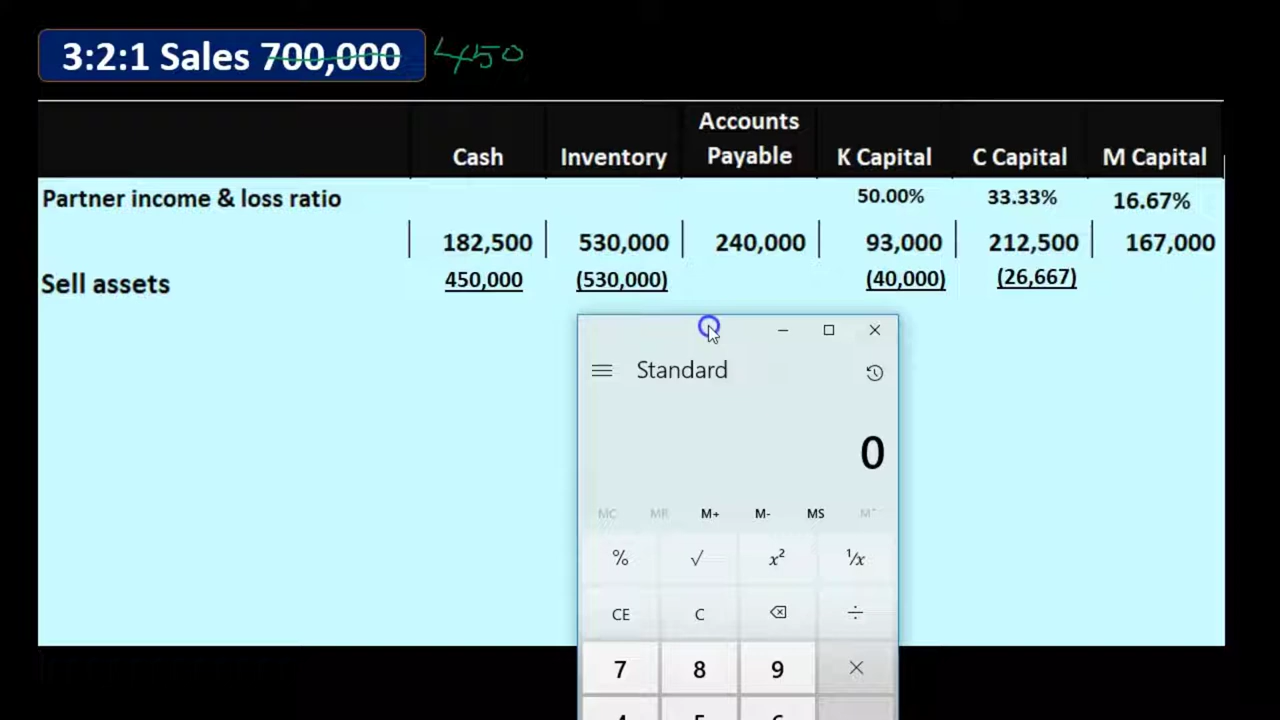 3:2:1 Sales 700,000 450
Accounts
Cash Inventory Payable K Capital C Capital M Capital
Partner income & loss ratio 50.00% 33.33% 16.67%
182,500 530,000 240,000 93,000 212,500 167,000
Sell assets 450,000 (530,000) (40,000) (26,667)
Standard
0
MC MR M+ M- MS M˅
% √ x² ¹/x
CE C ÷
7 8 9 ×